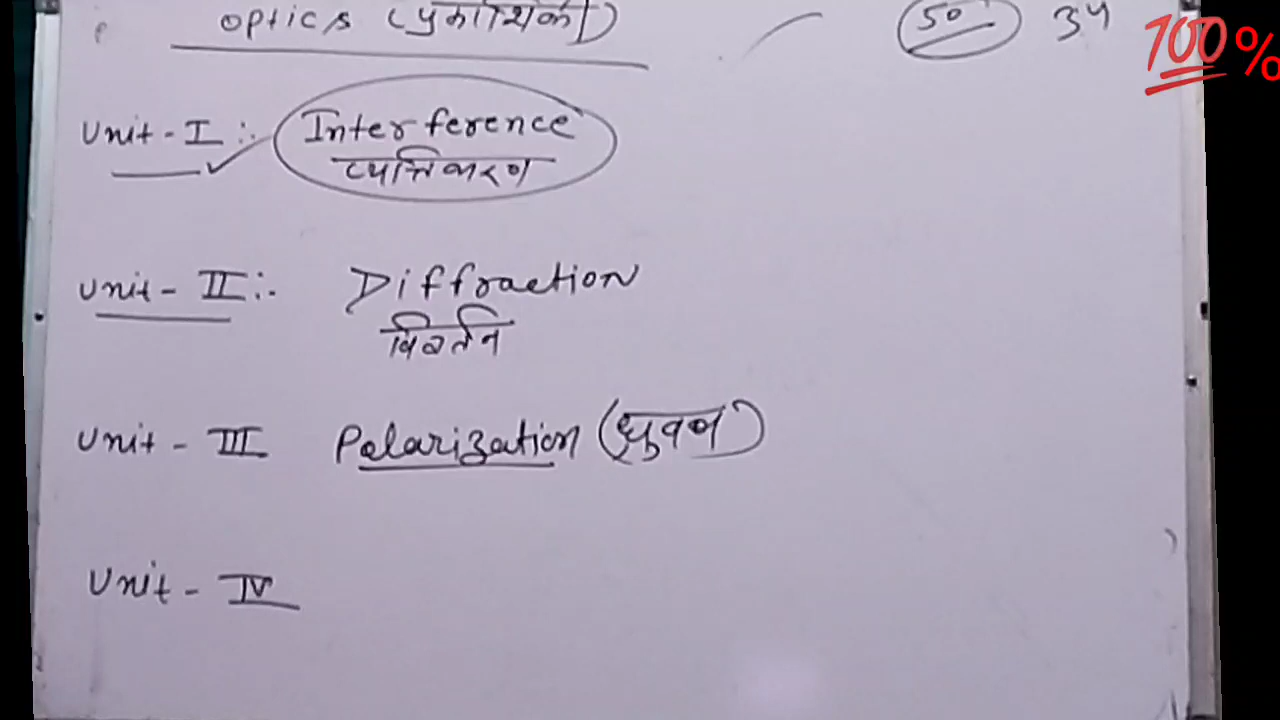 Optics (प्रकाशिकी) 50 34 100%
Unit - I :- Interference
व्यतिकरण
Unit - II :- Diffraction
विवर्तन
Unit - III Polarization (ध्रुवण)
Unit - IV